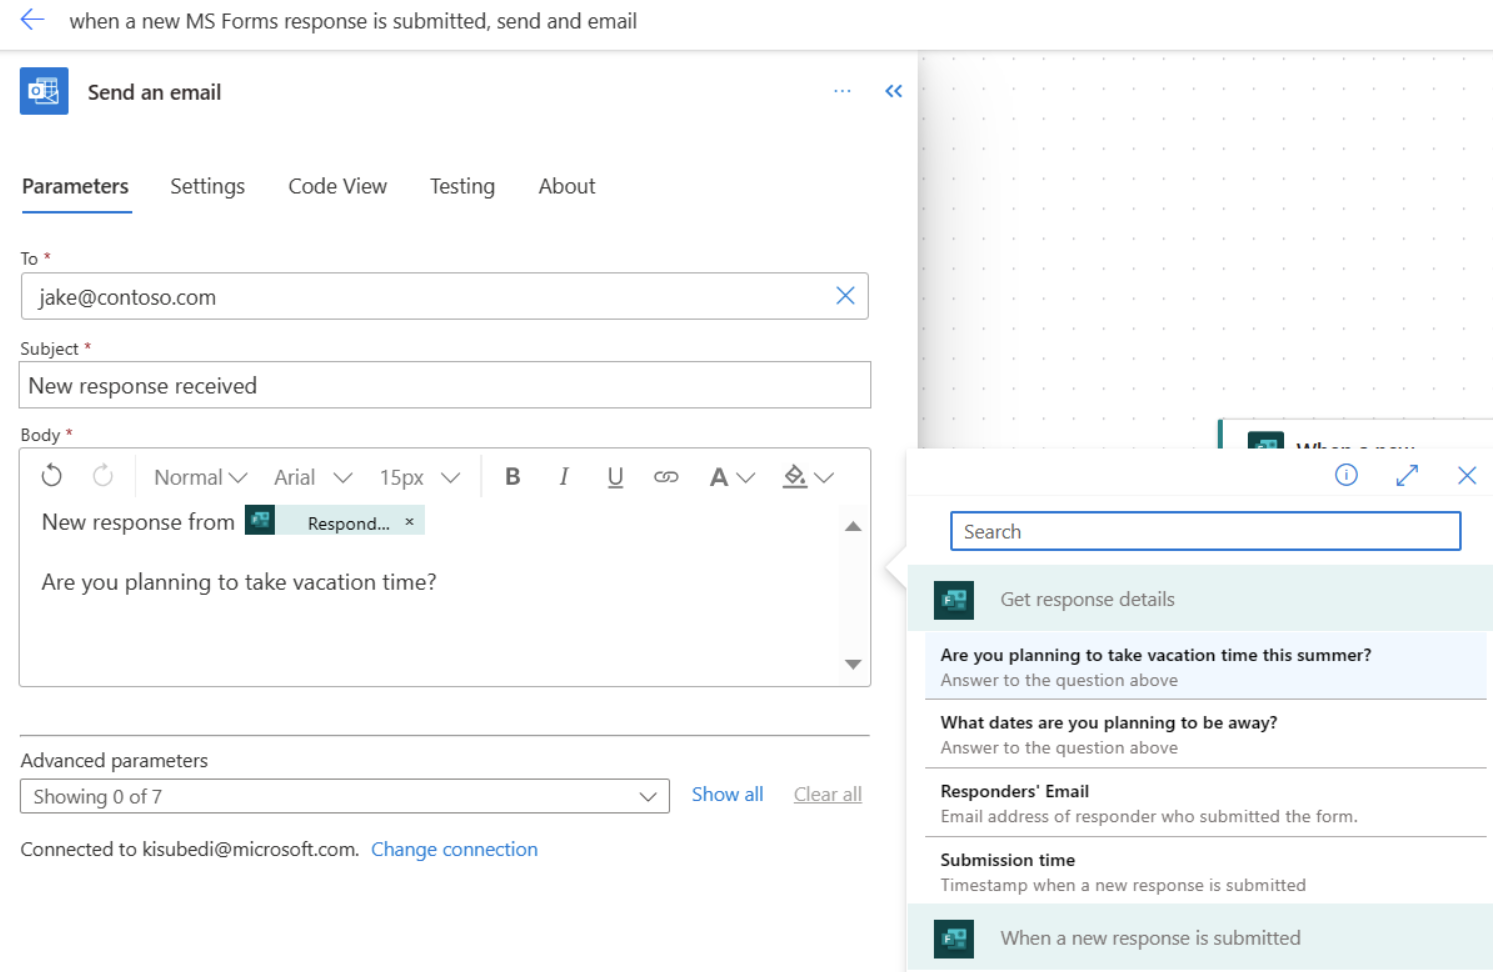 when a new MS Forms response is submitted, send and email
Send an email
Parameters Settings Code View Testing About
To *
jake@contoso.com
Subject *
New response received
Body *
Normal Arial 15px B I U A
New response from Respond... ×
Are you planning to take vacation time?
Advanced parameters
Showing 0 of 7 Show all Clear all
Connected to kisubedi@microsoft.com. Change connection
When a new
Search
Get response details
Are you planning to take vacation time this summer?
Answer to the question above
What dates are you planning to be away?
Answer to the question above
Responders' Email
Email address of responder who submitted the form.
Submission time
Timestamp when a new response is submitted
When a new response is submitted